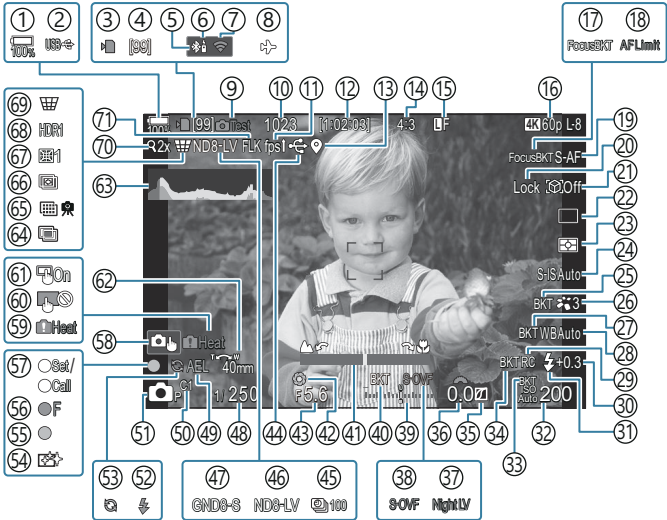 ① ② ③ ④ ⑤ ⑥ ⑦ ⑧ ⑰ ⑱
100% USB [99] FocusBKT AFLimit
⑨ ⑩ ⑪ ⑫ ⑬ ⑭ ⑮ ⑯
69 71 100% [99] Test 1023 [1:02:03] 4:3 LF 4K 60p L-8 ⑲
68 HDR1 70 2x ND8-LV FLK fps FocusBKT S-AF ⑳
67 1 Lock Off 21
66 63 22
65 23
64 S-IS Auto 24
25
61 On 62 BKT 3 26
60 27
59 Heat BKT WBAuto 28
58 Heat T W 29
57 Set/ AEL 40mm BKT BKT RC +0.3 30
Call C1 P 1/250 F5.6 BKT S-OVF 0.0 BKT ISO Auto 200
56 F
55 51 50 49 48 44 43 42 41 40 39 36 35 34 33 32 31
54
53 52 47 46 45 38 37
GND8-S ND8-LV 100 S-OVF Night LV